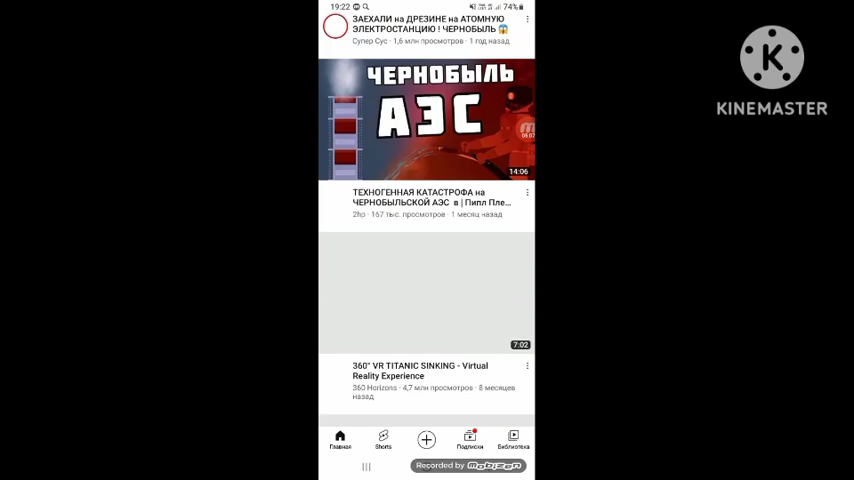 19:22
74%
ЗАЕХАЛИ на ДРЕЗИНЕ на АТОМНУЮ
ЭЛЕКТРОСТАНЦИЮ ! ЧЕРНОБЫЛЬ 😱
Супер Сус · 1,6 млн просмотров · 1 год назад
ЧЕРНОБЫЛЬ
АЭС
14:06
ТЕХНОГЕННАЯ КАТАСТРОФА на
ЧЕРНОБЫЛЬСКОЙ АЭС в | Пипл Пле...
2hp · 167 тыс. просмотров · 1 месяц назад
7:02
360° VR TITANIC SINKING - Virtual
Reality Experience
360 Horizons · 4,7 млн просмотров · 8 месяцев
назад
Главная
Shorts
Подписки
Библиотека
Recorded by Mobizen
KINEMASTER